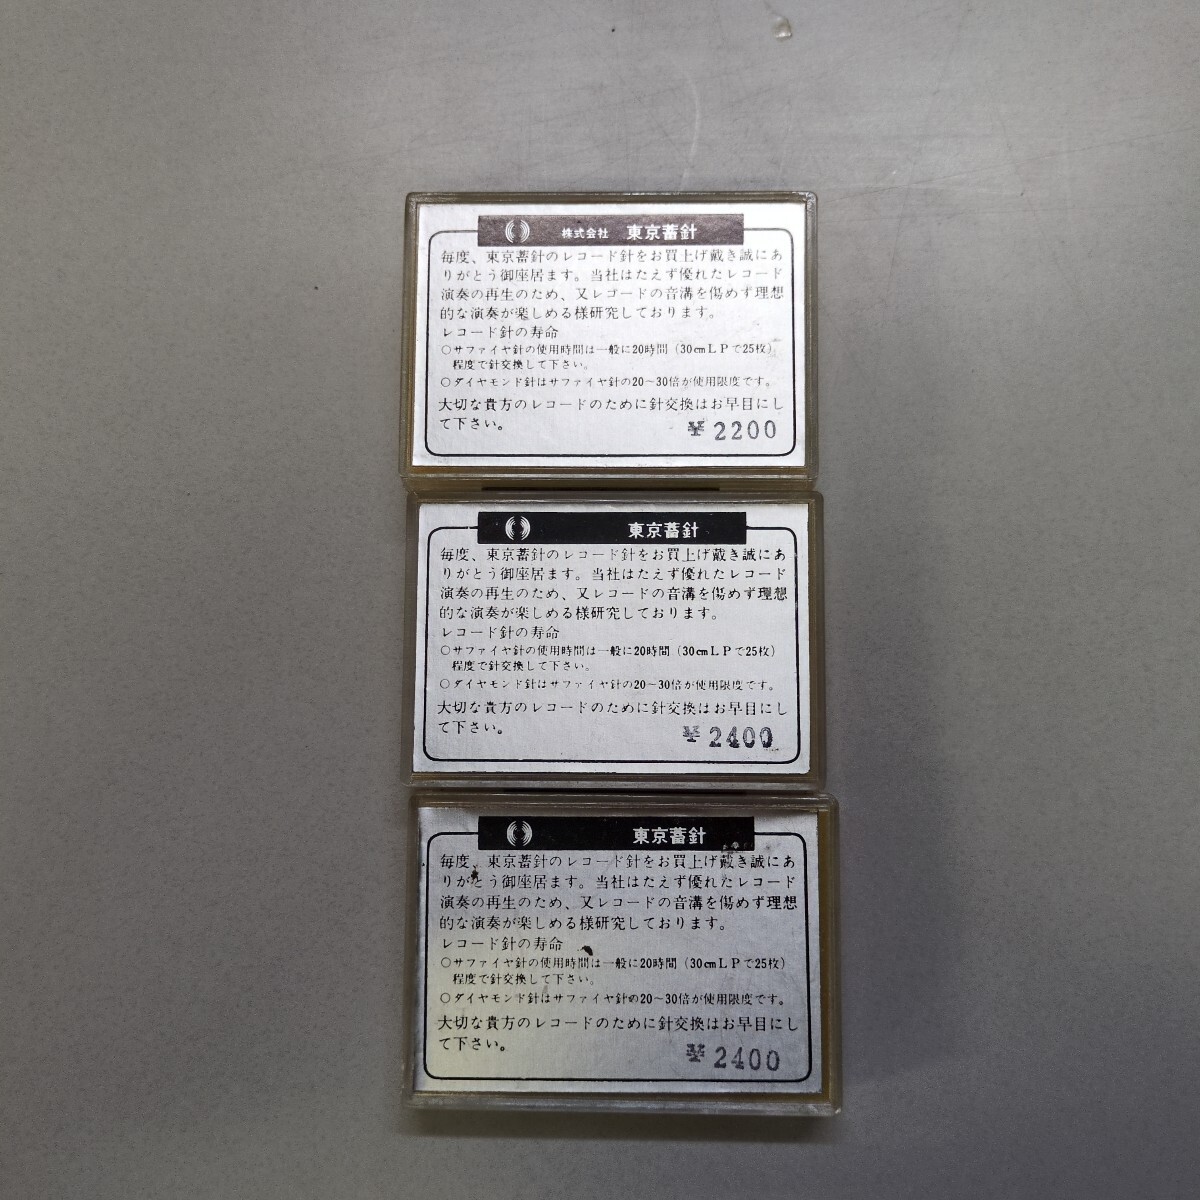 株式会社 東京蓄針
毎度、東京蓄針のレコード針をお買上げ戴き誠にあ
りがとう御座居ます。当社はたえず優れたレコード
演奏の再生のため、又レコードの音溝を傷めず理想
的な演奏が楽しめる様研究しております。
レコード針の寿命
○サファイヤ針の使用時間は一般に20時間（30cmＬＰで25枚）
程度で針交換して下さい。
○ダイヤモンド針はサファイヤ針の20〜30倍が使用限度です。
大切な貴方のレコードのために針交換はお早目にし
て下さい。
¥2200
東京蓄針
毎度、東京蓄針のレコード針をお買上げ戴き誠にあ
りがとう御座居ます。当社はたえず優れたレコード
演奏の再生のため、又レコードの音溝を傷めず理想
的な演奏が楽しめる様研究しております。
レコード針の寿命
○サファイヤ針の使用時間は一般に20時間（30cmＬＰで25枚）
程度で針交換して下さい。
○ダイヤモンド針はサファイヤ針の20〜30倍が使用限度です。
大切な貴方のレコードのために針交換はお早目にし
て下さい。
¥2400
東京蓄針
毎度、東京蓄針のレコード針をお買上げ戴き誠にあ
りがとう御座居ます。当社はたえず優れたレコード
演奏の再生のため、又レコードの音溝を傷めず理想
的な演奏が楽しめる様研究しております。
レコード針の寿命
○サファイヤ針の使用時間は一般に20時間（30cmＬＰで25枚）
程度で針交換して下さい。
○ダイヤモンド針はサファイヤ針の20〜30倍が使用限度です。
大切な貴方のレコードのために針交換はお早目にし
て下さい。
¥2400